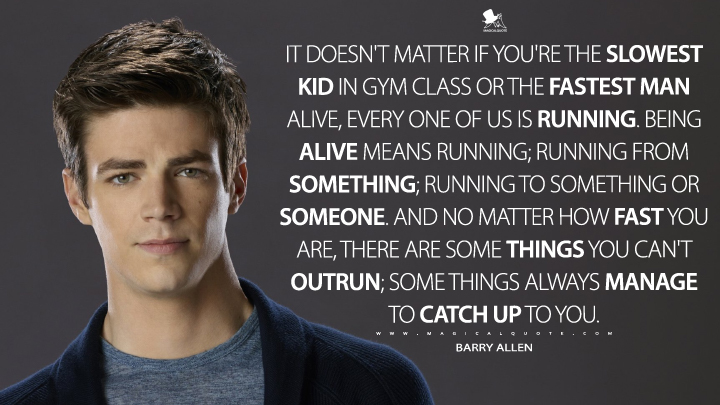 MAGICALQUOTE
IT DOESN'T MATTER IF YOU'RE THE SLOWEST
KID IN GYM CLASS OR THE FASTEST MAN
ALIVE, EVERY ONE OF US IS RUNNING. BEING
ALIVE MEANS RUNNING; RUNNING FROM
SOMETHING; RUNNING TO SOMETHING OR
SOMEONE. AND NO MATTER HOW FAST YOU
ARE, THERE ARE SOME THINGS YOU CAN'T
OUTRUN; SOME THINGS ALWAYS MANAGE
TO CATCH UP TO YOU.
WWW.MAGICALQUOTE.COM
BARRY ALLEN